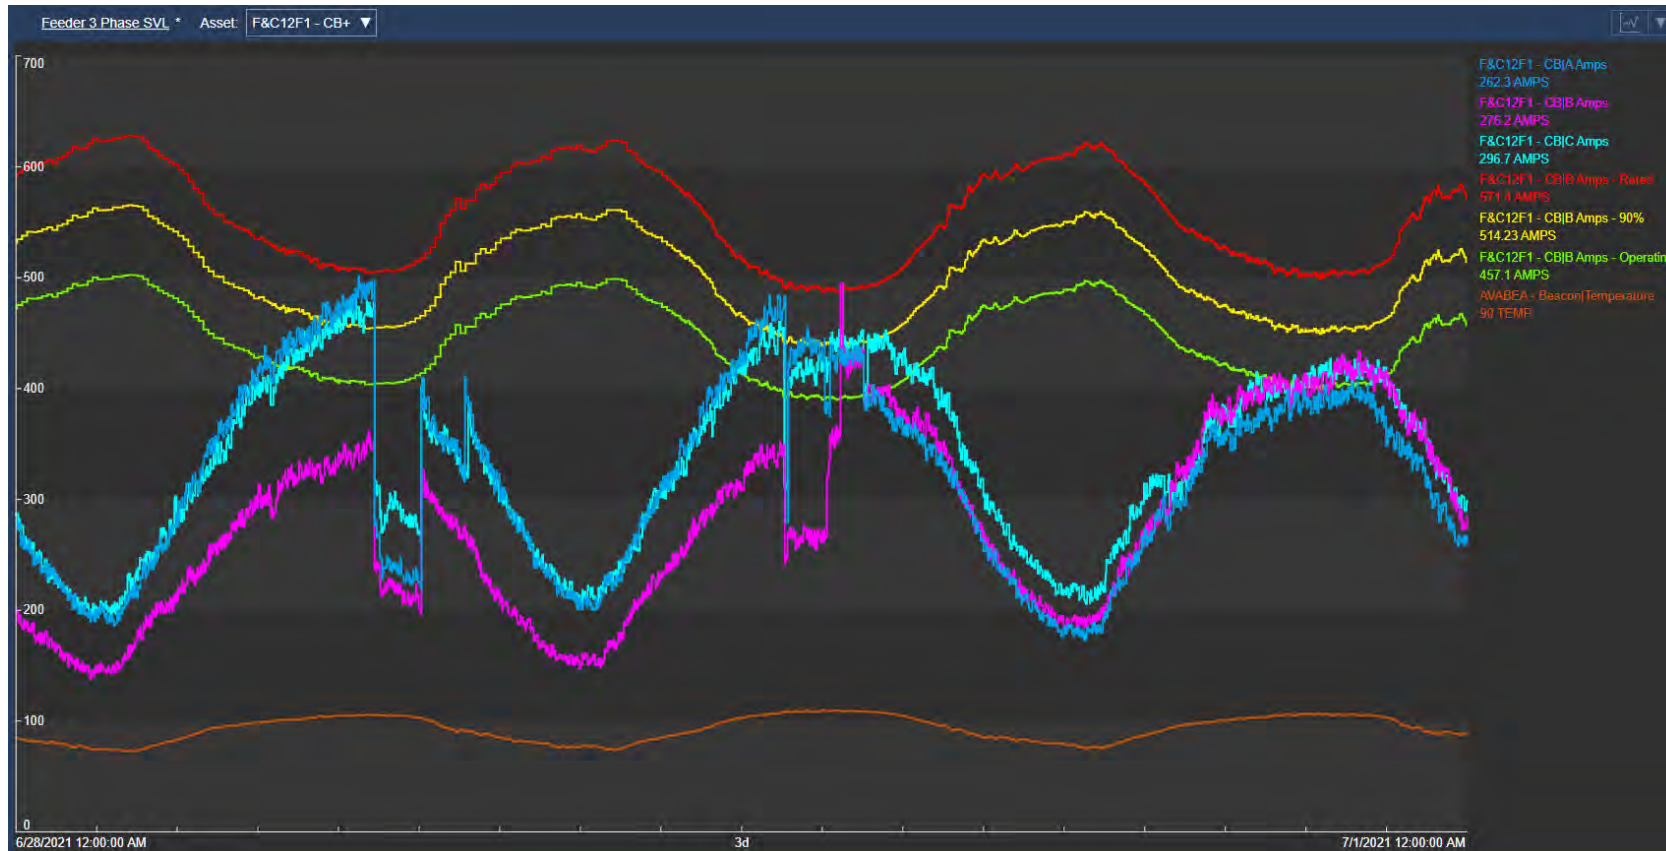 Feeder 3 Phase SVL * Asset: F&C12F1 - CB+ ▼
700
600
500
400
300
200
100
0
6/28/2021 12:00:00 AM 3d 7/1/2021 12:00:00 AM
F&C12F1 - CB|A Amps
262.3 AMPS
F&C12F1 - CB|B Amps
276.2 AMPS
F&C12F1 - CB|C Amps
296.7 AMPS
F&C12F1 - CB|B Amps - Rated
571.4 AMPS
F&C12F1 - CB|B Amps - 90%
514.23 AMPS
F&C12F1 - CB|B Amps - Operatin
457.1 AMPS
AVABEA - Beacon|Temperature
90 TEMP